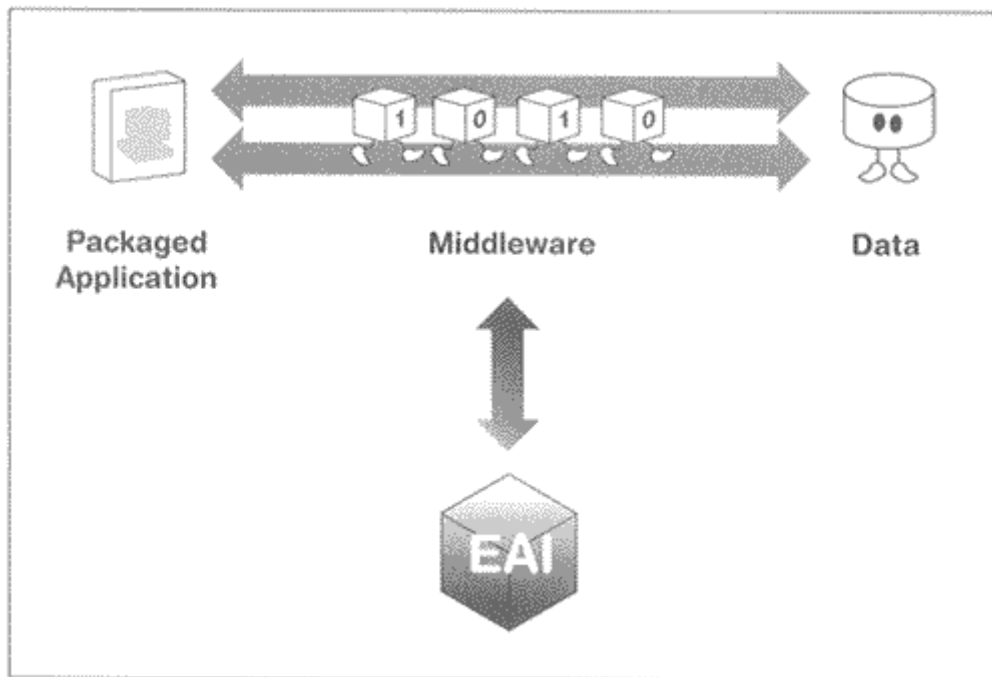 1 0 1 0
Packaged
Application
Middleware
Data
EAI